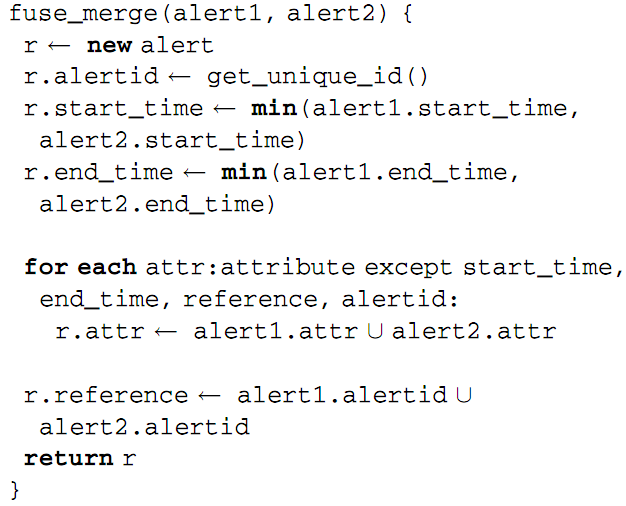 fuse_merge(alert1, alert2) {
r ← new alert
r.alertid ← get_unique_id()
r.start_time ← min(alert1.start_time,
alert2.start_time)
r.end_time ← min(alert1.end_time,
alert2.end_time)
for each attr:attribute except start_time,
end_time, reference, alertid:
r.attr ← alert1.attr ∪ alert2.attr
r.reference ← alert1.alertid ∪
alert2.alertid
return r
}